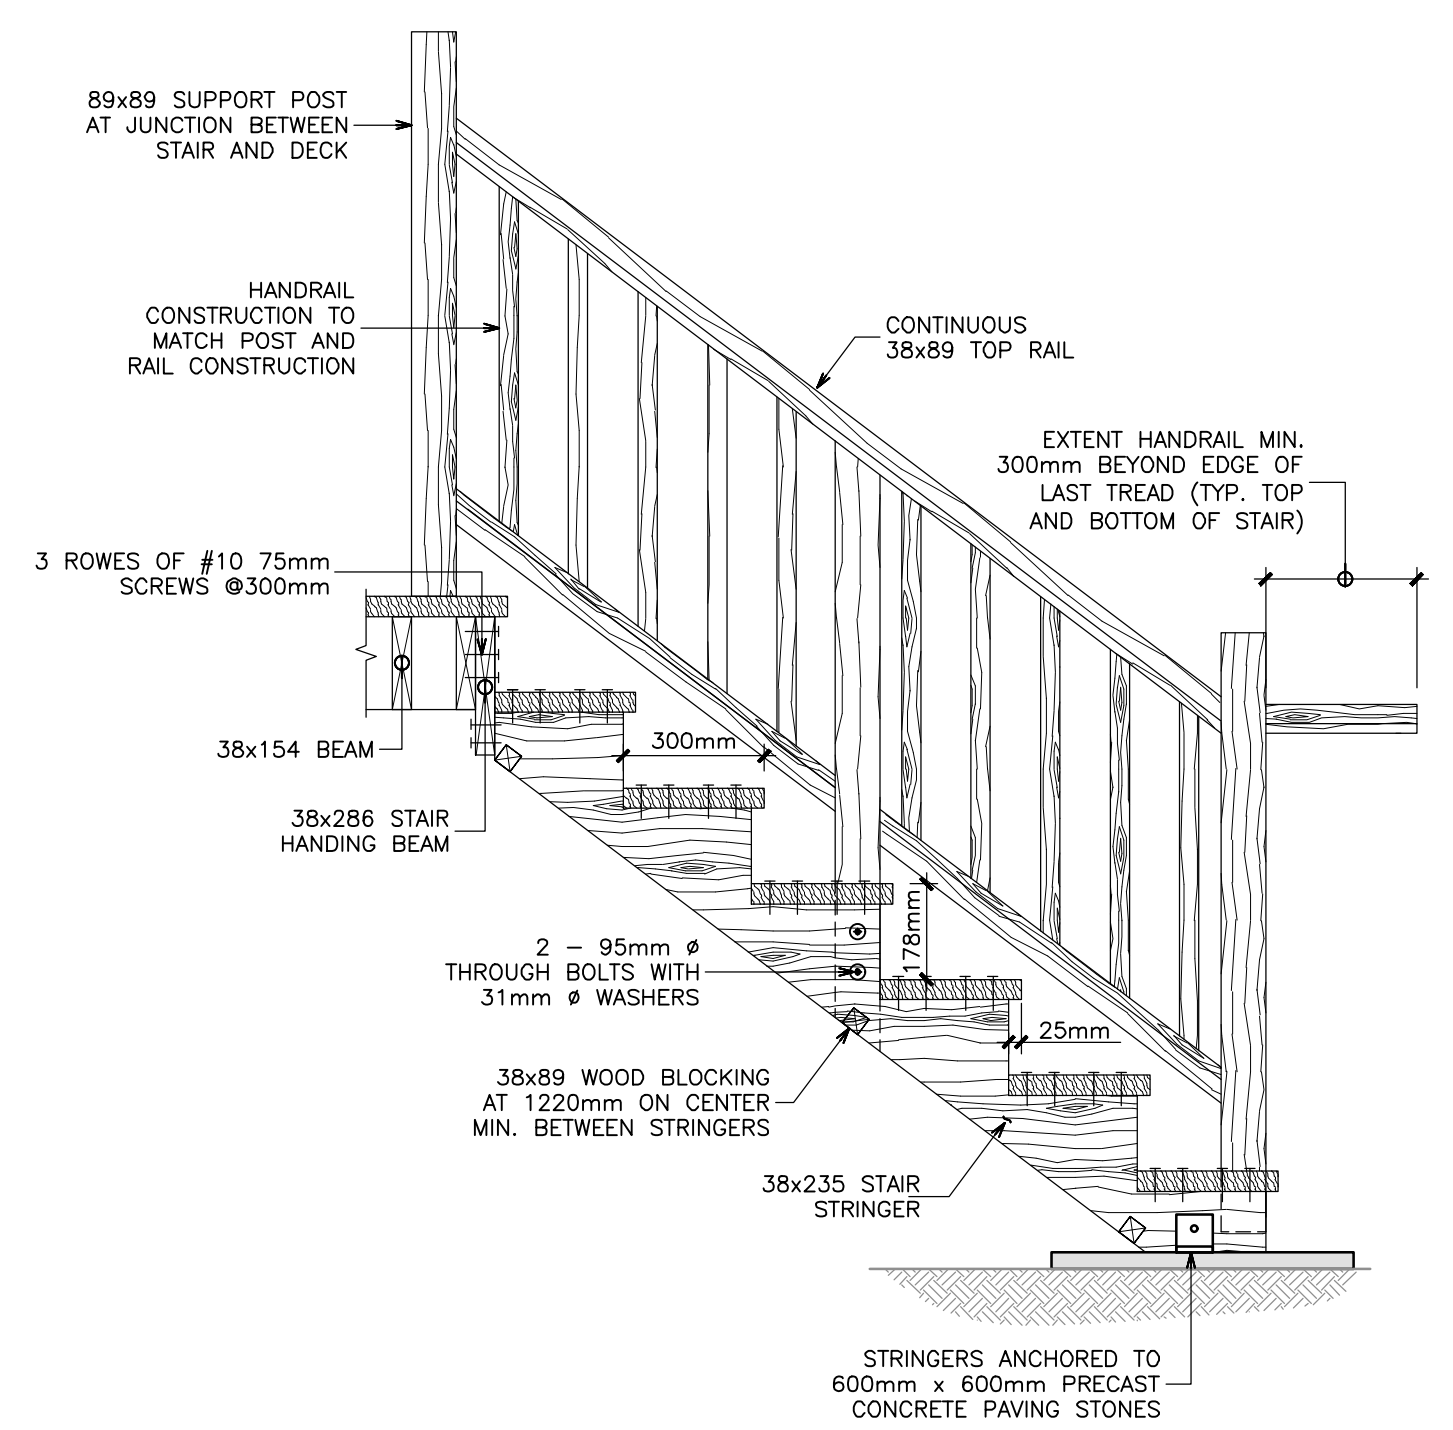 89x89 SUPPORT POST
AT JUNCTION BETWEEN
STAIR AND DECK
HANDRAIL
CONSTRUCTION TO
MATCH POST AND
RAIL CONSTRUCTION
CONTINUOUS
38x89 TOP RAIL
EXTENT HANDRAIL MIN.
300mm BEYOND EDGE OF
LAST TREAD (TYP. TOP
AND BOTTOM OF STAIR)
3 ROWES OF #10 75mm
SCREWS @300mm
38x154 BEAM
300mm
38x286 STAIR
HANDING BEAM
178mm
2 - 95mm ø
THROUGH BOLTS WITH
31mm ø WASHERS
25mm
38x89 WOOD BLOCKING
AT 1220mm ON CENTER
MIN. BETWEEN STRINGERS
38x235 STAIR
STRINGER
STRINGERS ANCHORED TO
600mm x 600mm PRECAST
CONCRETE PAVING STONES